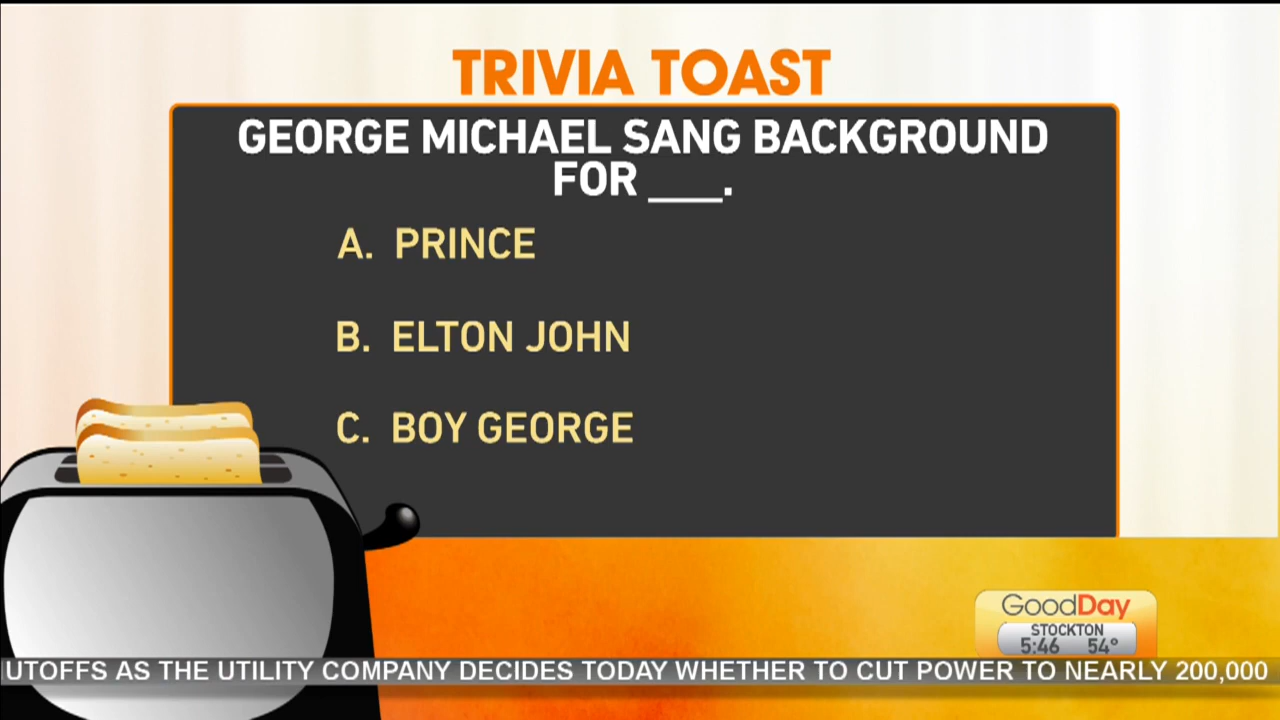 TRIVIA TOAST
GEORGE MICHAEL SANG BACKGROUND
FOR ____.
A. PRINCE
B. ELTON JOHN
C. BOY GEORGE
GoodDay
STOCKTON
5:46 54°
UTOFFS AS THE UTILITY COMPANY DECIDES TODAY WHETHER TO CUT POWER TO NEARLY 200,000